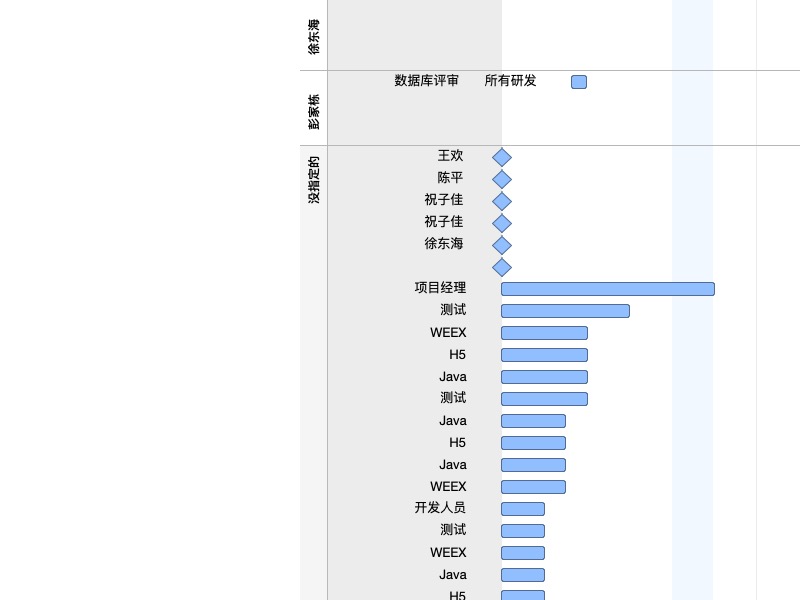 徐东海
彭家栋
数据库评审 所有研发
没指定的
王欢
陈平
祝子佳
祝子佳
徐东海
项目经理
测试
WEEX
H5
Java
测试
Java
H5
Java
WEEX
开发人员
测试
WEEX
Java
H5